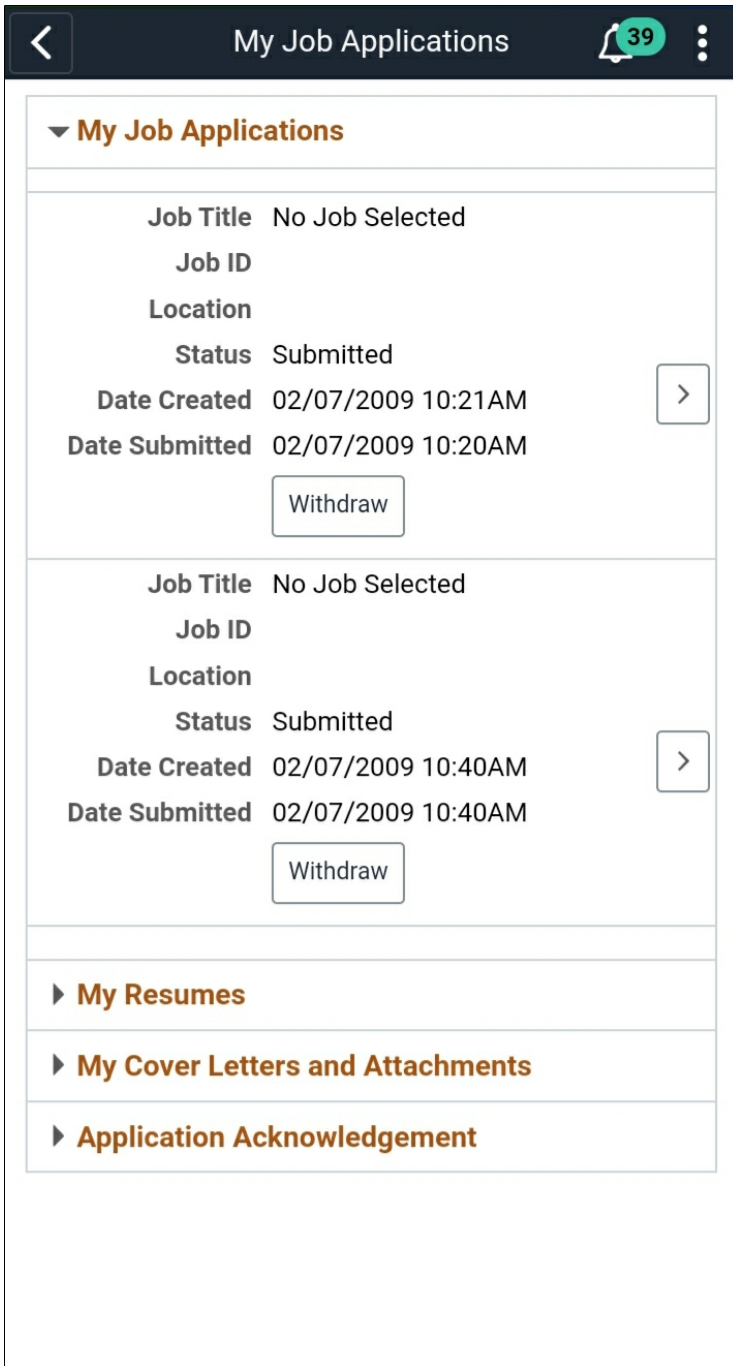 My Job Applications 39
My Job Applications
Job Title No Job Selected
Job ID
Location
Status Submitted
Date Created 02/07/2009 10:21AM
Date Submitted 02/07/2009 10:20AM
Withdraw
Job Title No Job Selected
Job ID
Location
Status Submitted
Date Created 02/07/2009 10:40AM
Date Submitted 02/07/2009 10:40AM
Withdraw
My Resumes
My Cover Letters and Attachments
Application Acknowledgement